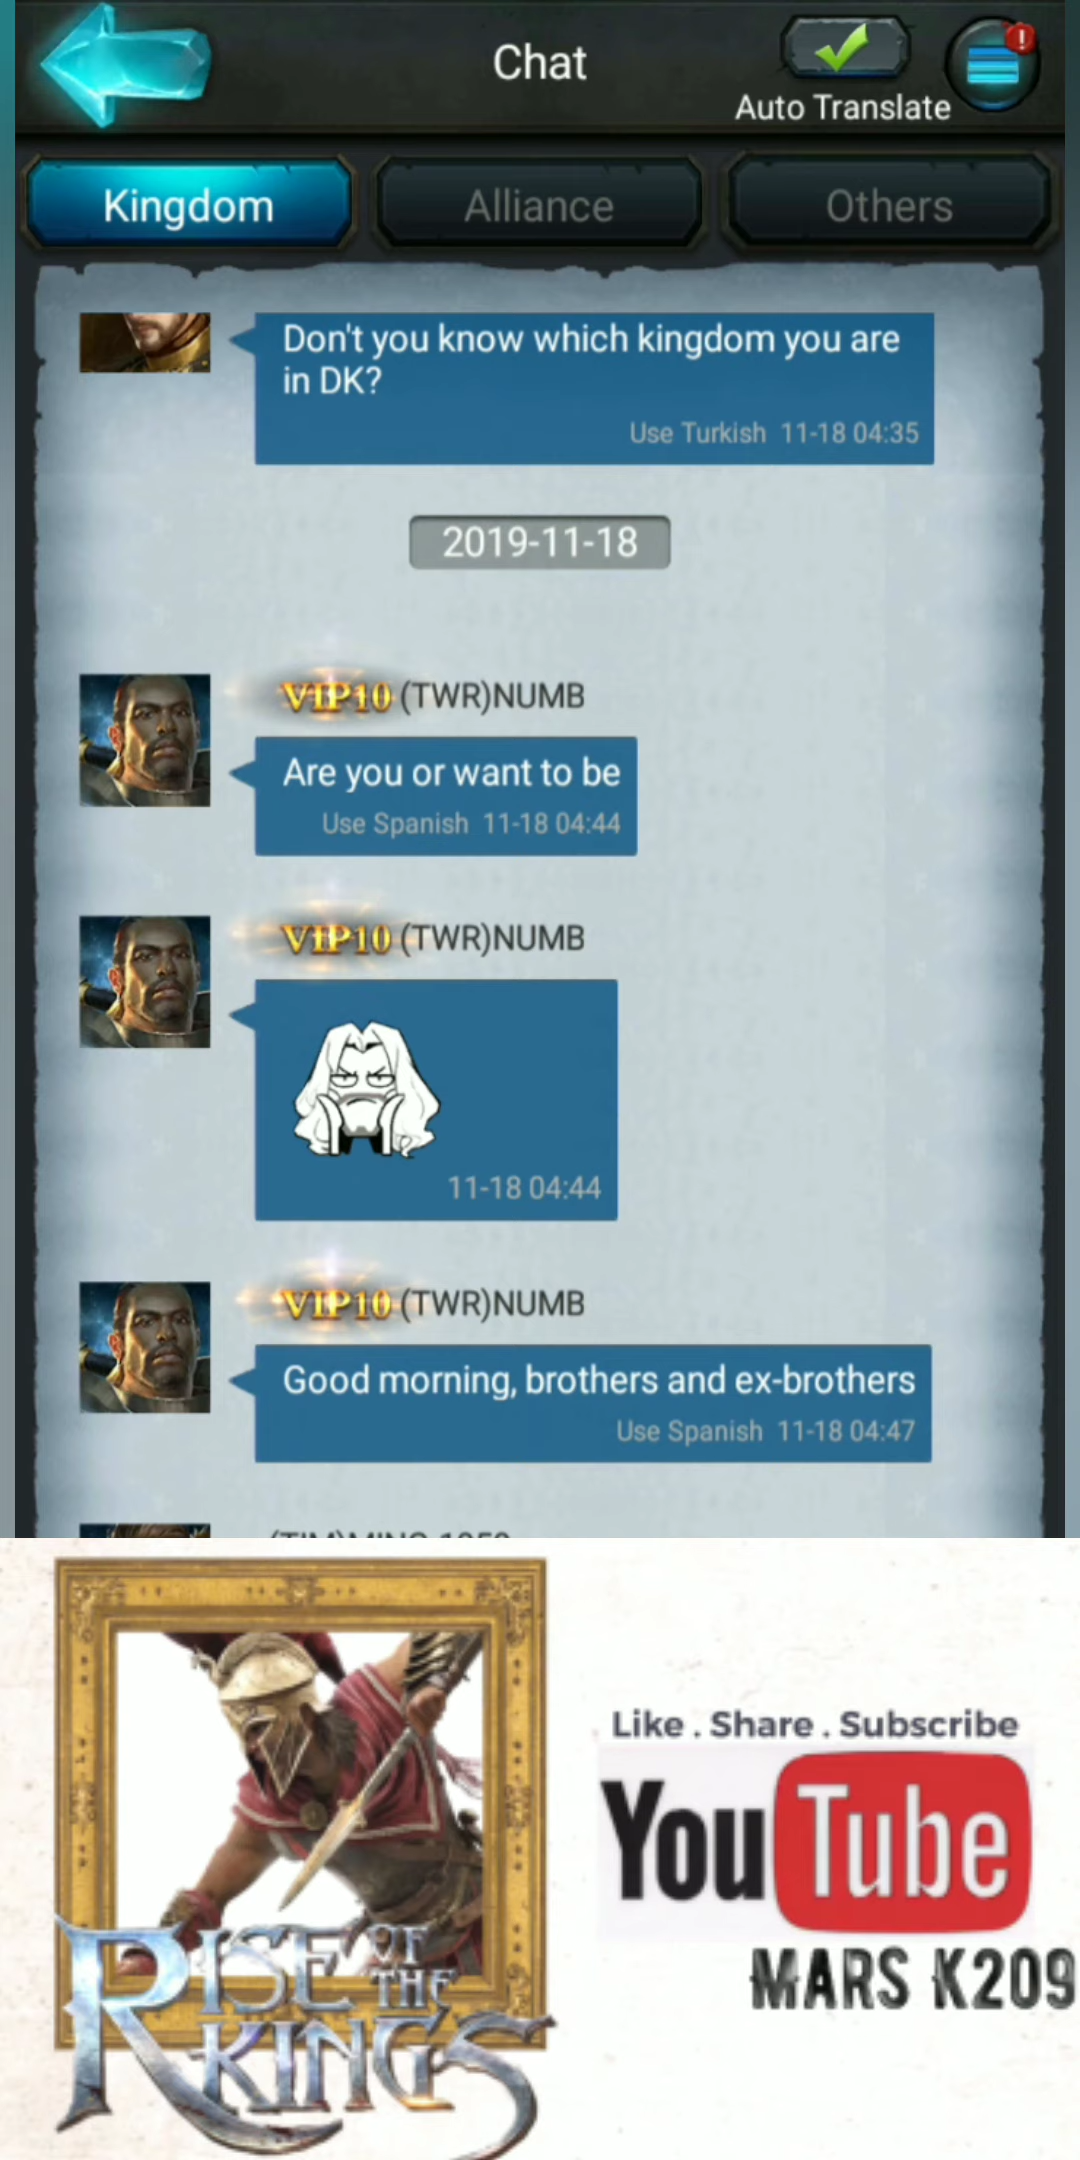 Chat
Auto Translate
Kingdom
Alliance
Others
Don't you know which kingdom you are
in DK?
Use Turkish 11-18 04:35
2019-11-18
VIP10 (TWR)NUMB
Are you or want to be
Use Spanish 11-18 04:44
VIP10 (TWR)NUMB
11-18 04:44
VIP10 (TWR)NUMB
Good morning, brothers and ex-brothers
Use Spanish 11-18 04:47
Like . Share . Subscribe
YouTube
MARS K209
RISE OF THE
KINGS